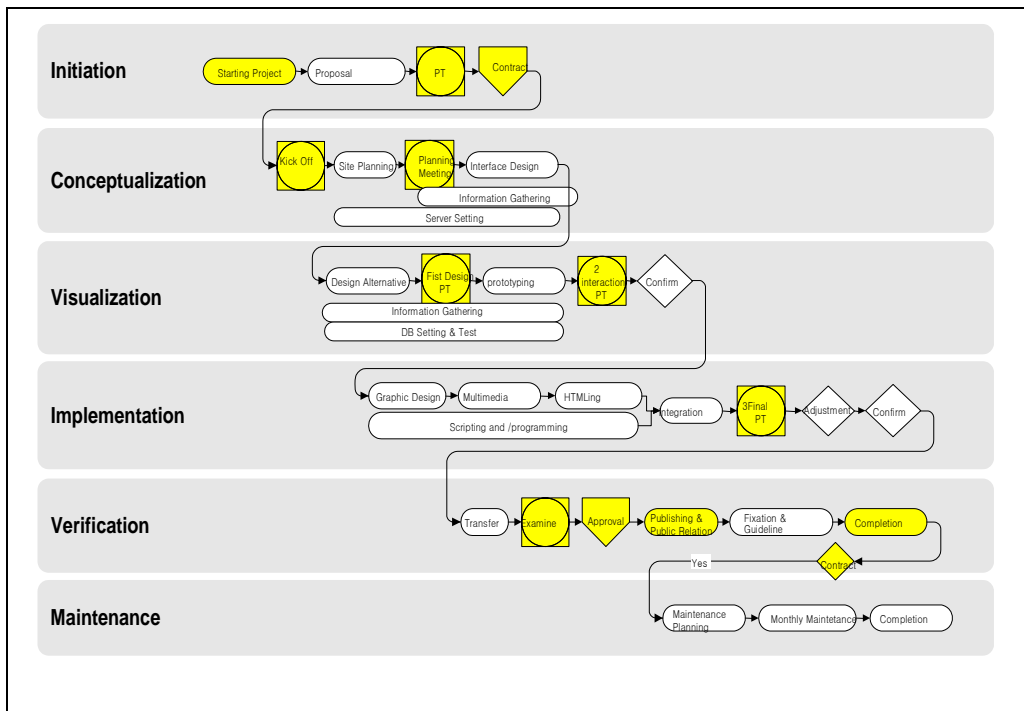 Initiation
Starting Project
Proposal
PT
Contract
Conceptualization
Kick Off
Site Planning
Planning
Meeting
Interface Design
Information Gathering
Server Setting
Visualization
Design Alternative
Fist Design
PT
prototyping
2
interaction
PT
Confirm
Information Gathering
DB Setting & Test
Implementation
Graphic Design
Multimedia
HTMLing
Integration
3Final
PT
Adjustment
Confirm
Scripting and /programming
Verification
Transfer
Examine
Approval
Publishing &
Public Relation
Fixation &
Guideline
Completion
Yes
Contract
Maintenance
Maintenance
Planning
Monthly Maintetance
Completion